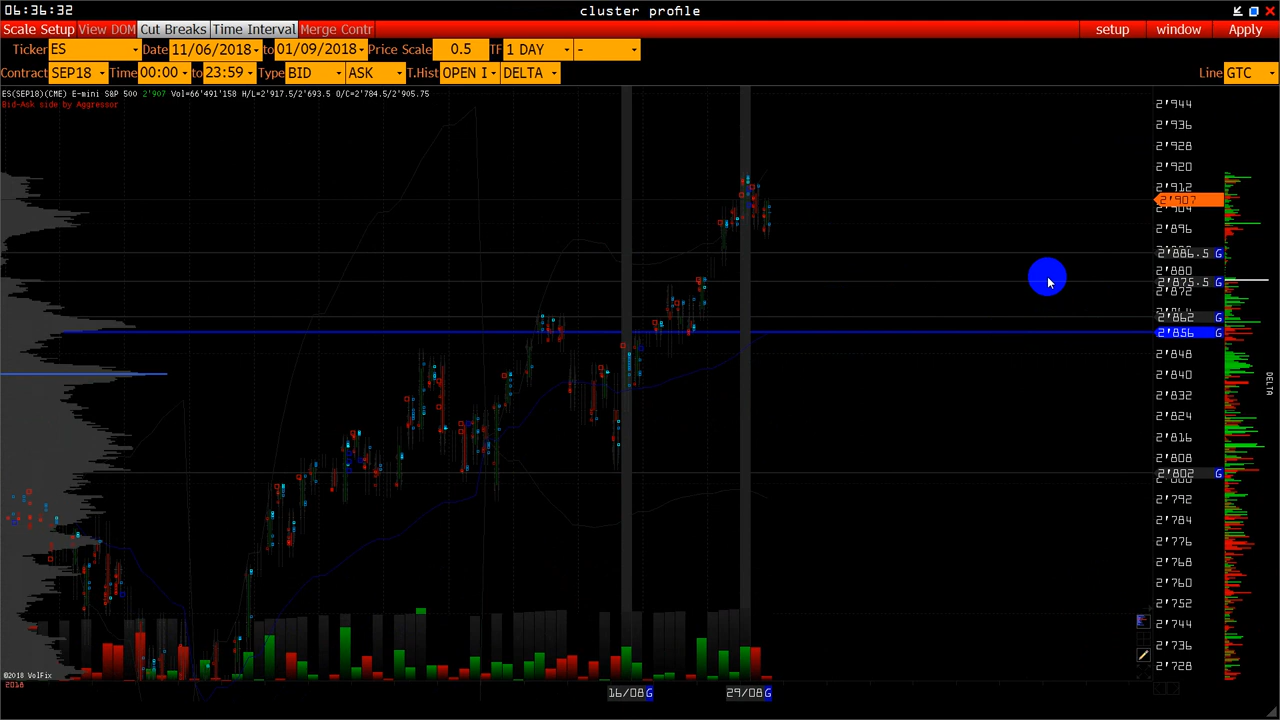 06:36:32 cluster profile
Scale Setup View DOM Cut Breaks Time Interval Merge Contr setup window Apply
Ticker ES Date 11/06/2018 to 01/09/2018 Price Scale 0.5 TF 1 DAY -
Contract SEP18 Time 00:00 to 23:59 Type BID ASK T.Hist OPEN I DELTA Line GTC
ES(SEP18)(CME) E-mini S&P 500 2'907 Vol=66'491'158 H/L=2'917.5/2'693.5 O/C=2'784.5/2'905.75
Bid-Ask side by Aggressor
2'944
2'936
2'928
2'920
2'912
2'907
2'904
2'896
2'886.5 G
2'880
2'875.5 G
2'872
2'862 G
2'856 G
2'848
2'840
DELTA
2'832
2'824
2'816
2'808
2'802 G
2'792
2'784
2'776
2'768
2'760
2'752
2'744
2'736
2'728
©2018 VolFix
2018
16/08 G 29/08 G